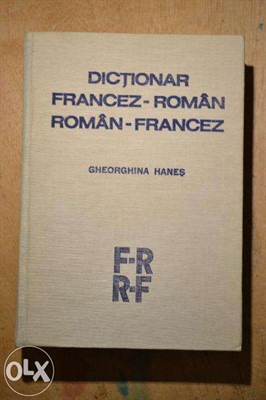 DICȚIONAR
FRANCEZ-ROMÂN
ROMÂN-FRANCEZ
GHEORGHINA HANEȘ
F-R
R-F
OLX